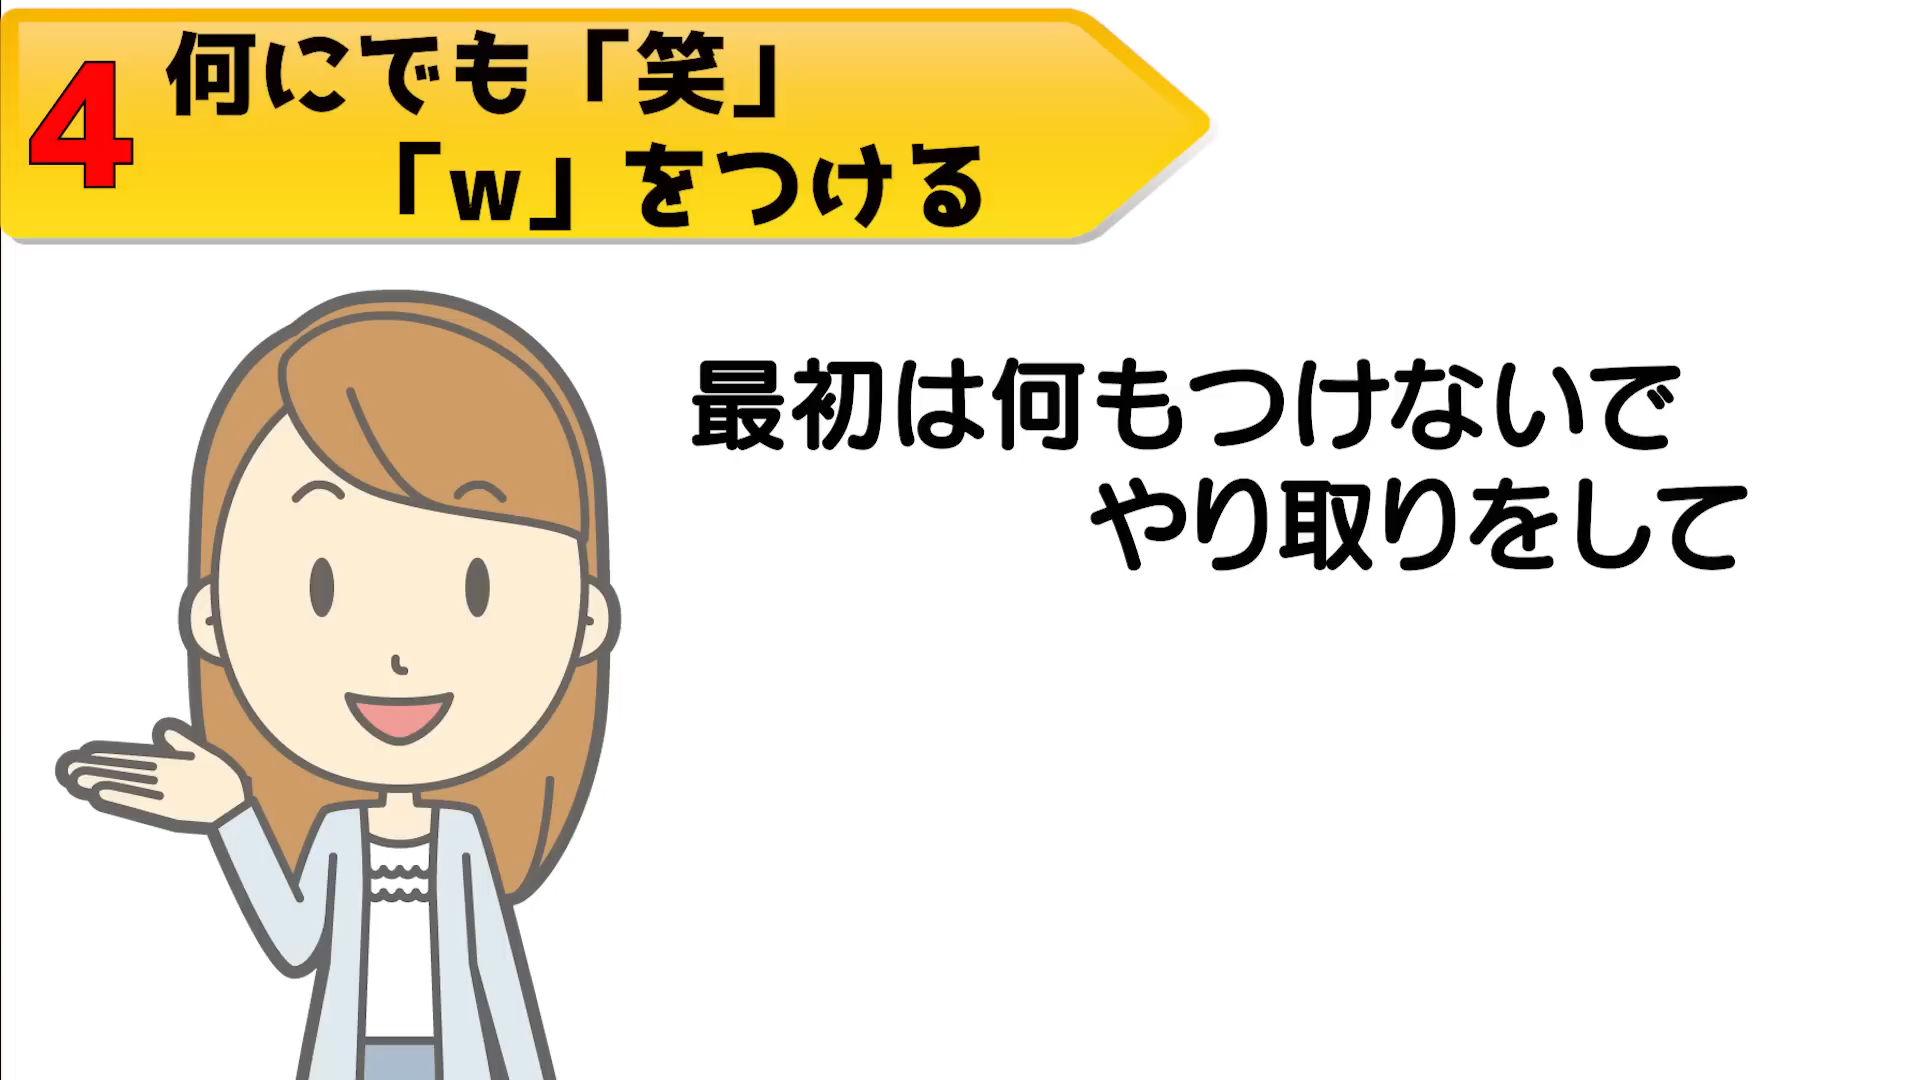 4
何にでも「笑」
「w」をつける
最初は何もつけないで
やり取りをして